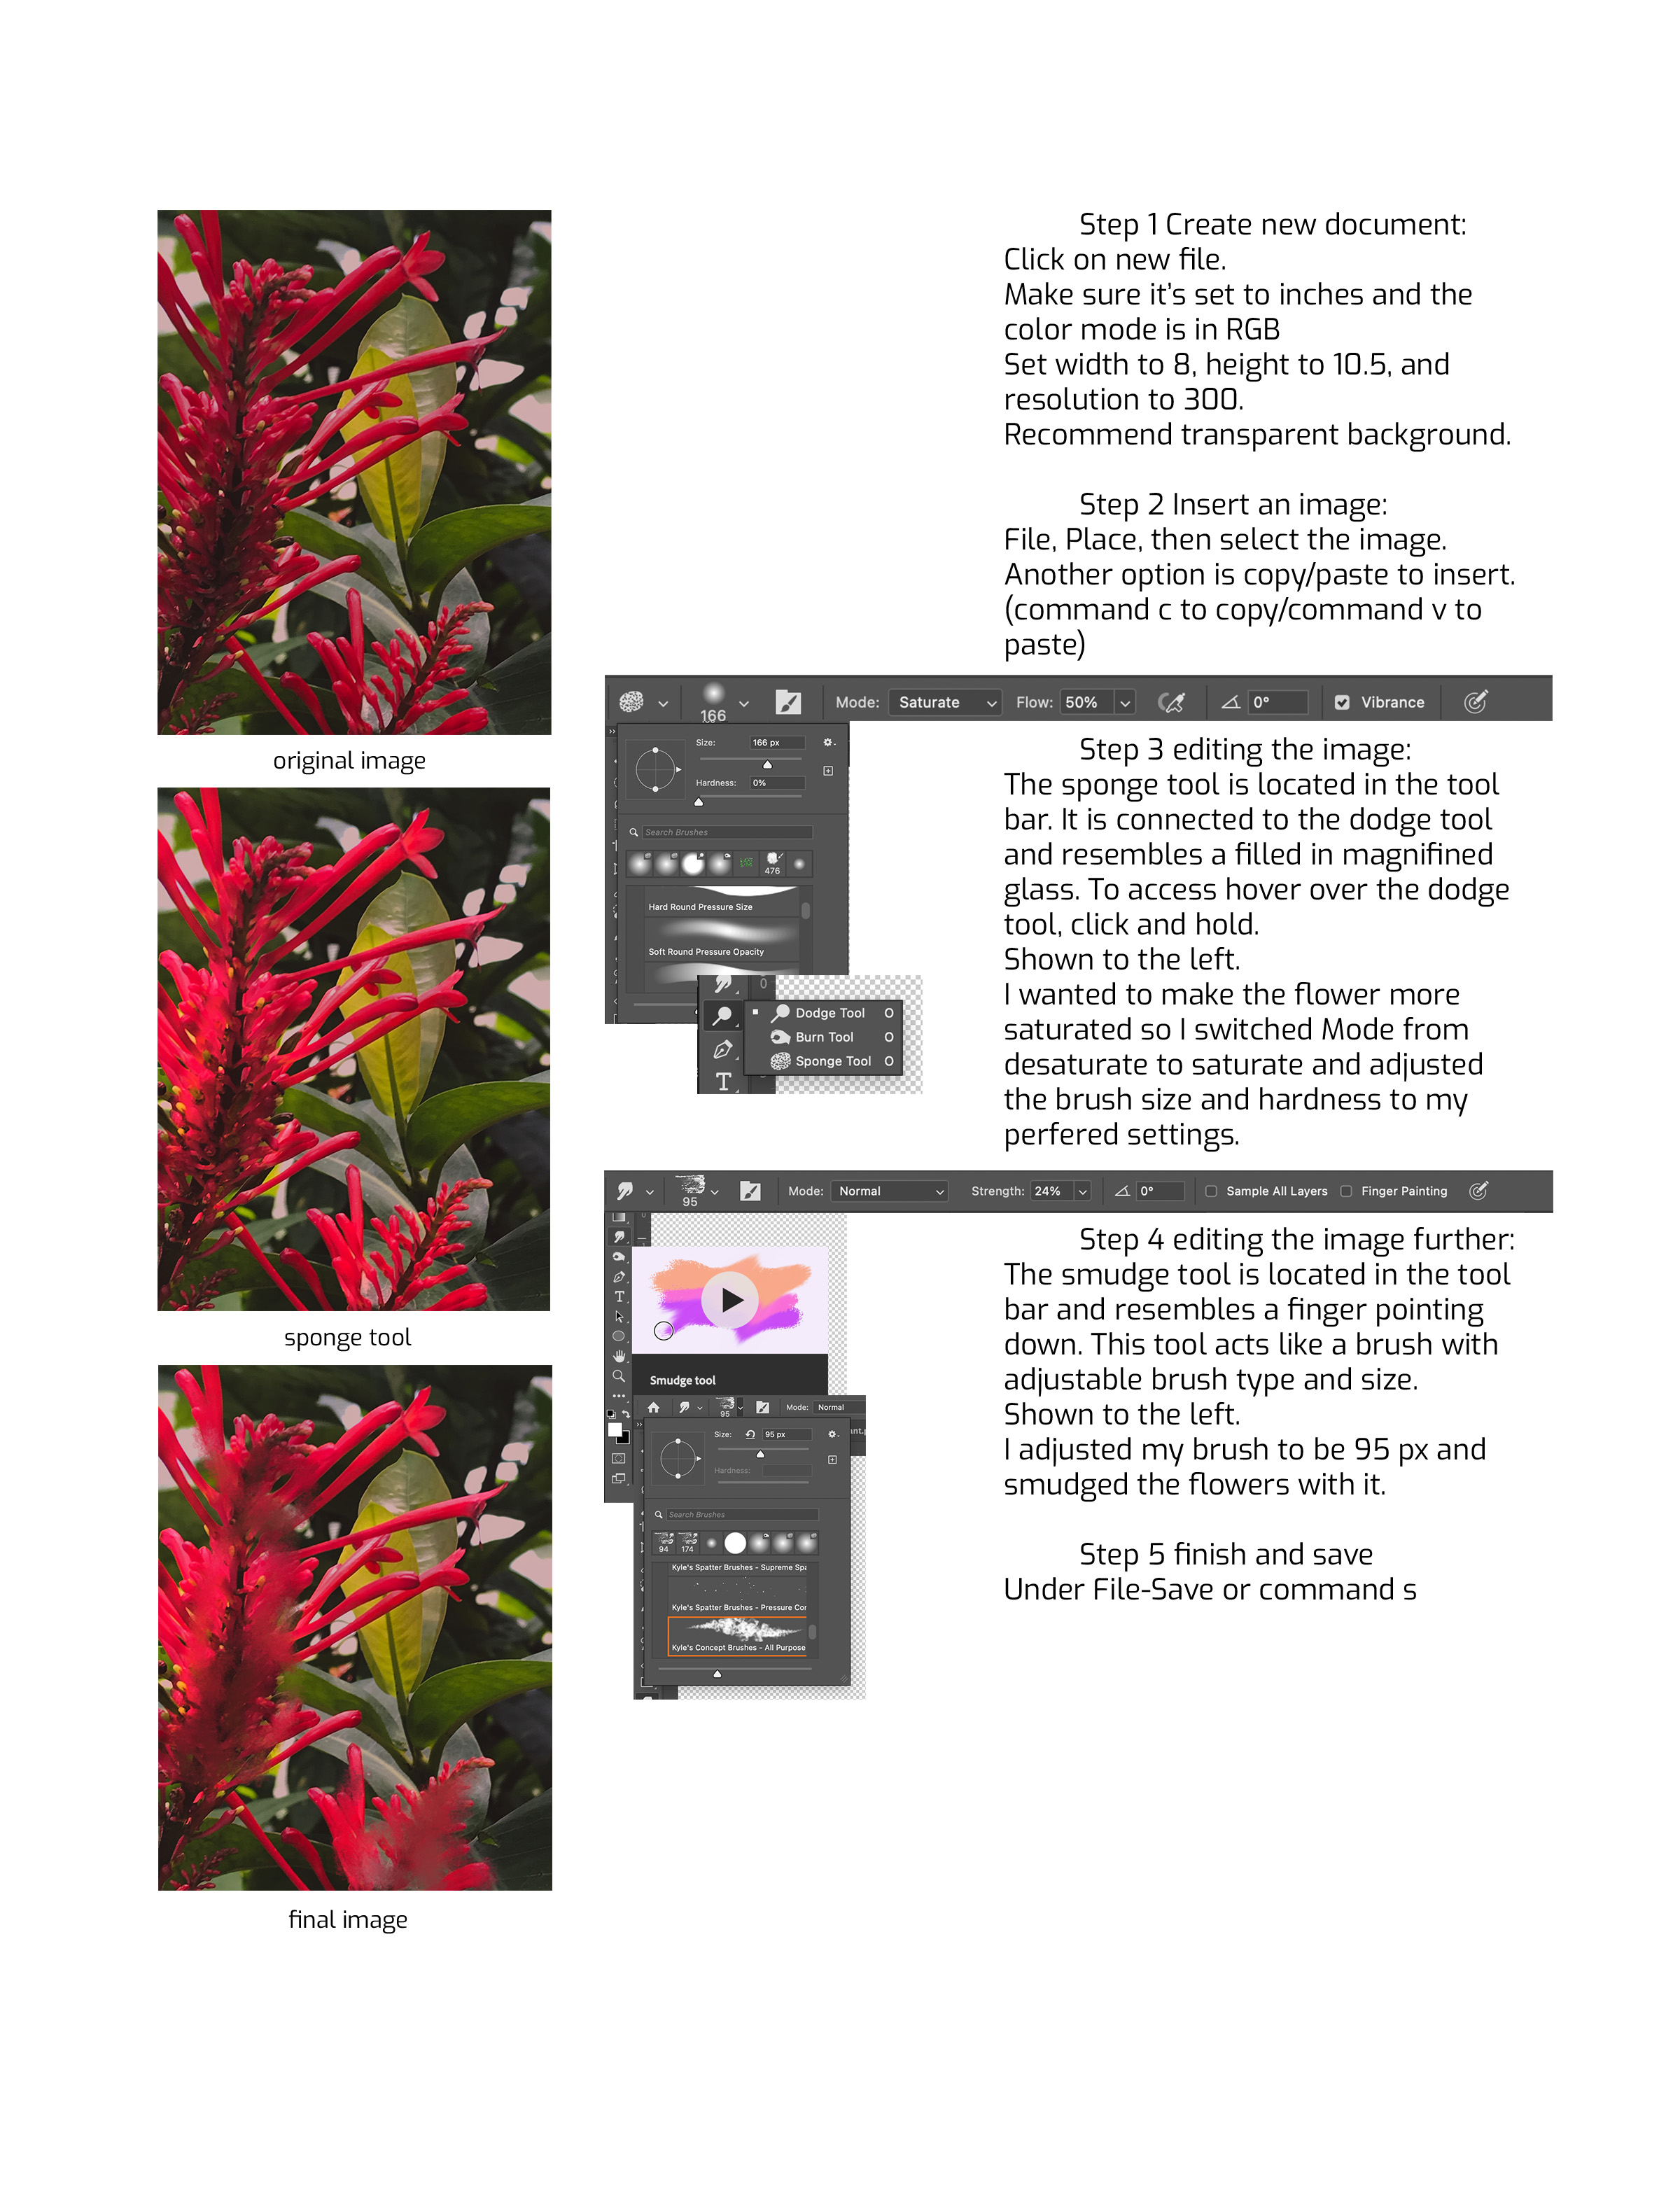 Step 1 Create new document:
Click on new file.
Make sure it's set to inches and the
color mode is in RGB
Set width to 8, height to 10.5, and
resolution to 300.
Recommend transparent background.
Step 2 Insert an image:
File, Place, then select the image.
Another option is copy/paste to insert.
(command c to copy/command v to
paste)
original image
166
Mode: Saturate Flow: 50% 0° Vibrance
Size: 166 px
Hardness: 0%
Search Brushes
476
Hard Round Pressure Size
Soft Round Pressure Opacity
0
Dodge Tool O
Burn Tool O
Sponge Tool O
T
Step 3 editing the image:
The sponge tool is located in the tool
bar. It is connected to the dodge tool
and resembles a filled in magnifined
glass. To access hover over the dodge
tool, click and hold.
Shown to the left.
I wanted to make the flower more
saturated so I switched Mode from
desaturate to saturate and adjusted
the brush size and hardness to my
perfered settings.
sponge tool
95
Mode: Normal Strength: 24% 0° Sample All Layers Finger Painting
T
Smudge tool
95
Mode: Normal
Size: 95 px
Hardness:
Search Brushes
94 174
Kyle's Spatter Brushes - Supreme Spa
Kyle's Spatter Brushes - Pressure Cor
Kyle's Concept Brushes - All Purpose
Step 4 editing the image further:
The smudge tool is located in the tool
bar and resembles a finger pointing
down. This tool acts like a brush with
adjustable brush type and size.
Shown to the left.
I adjusted my brush to be 95 px and
smudged the flowers with it.
Step 5 finish and save
Under File-Save or command s
final image